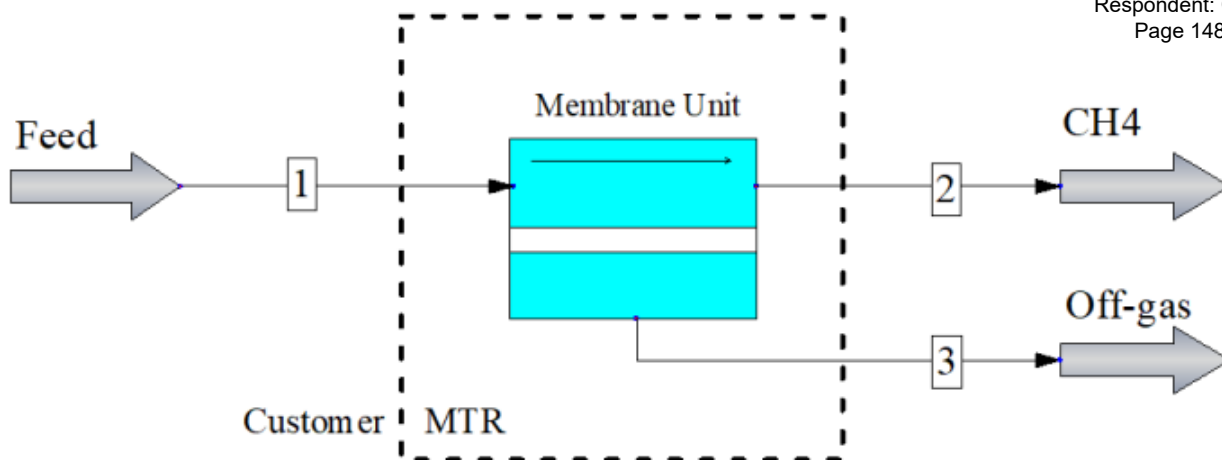 Respondent:
Page 148
Membrane Unit
Feed
CH4
1
2
Off-gas
3
Customer MTR